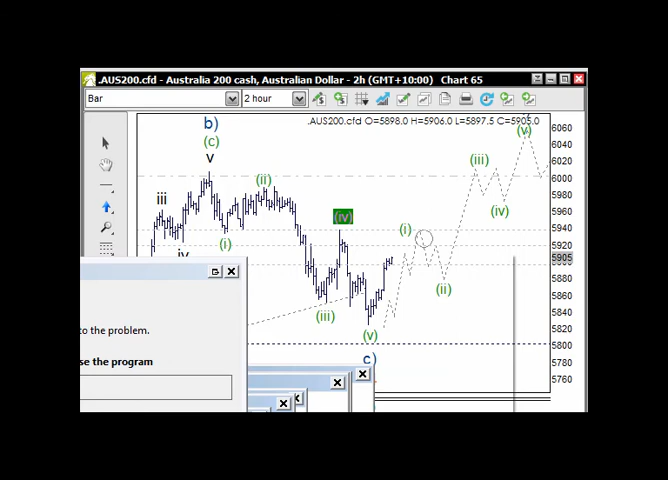 .AUS200.cfd - Australia 200 cash, Australian Dollar - 2h (GMT+10:00) Chart 65
Bar
2 hour
.AUS200.cfd O=5898.0 H=5906.0 L=5897.5 C=5905.0
b)
(c)
v
iii
iv
(i)
(ii)
(iii)
(iv)
(v)
c)
(i)
(ii)
(iii)
(iv)
(v)
6060
6040
6020
6000
5980
5960
5940
5920
5905
5880
5860
5840
5820
5800
5780
5760
to the problem.
se the program